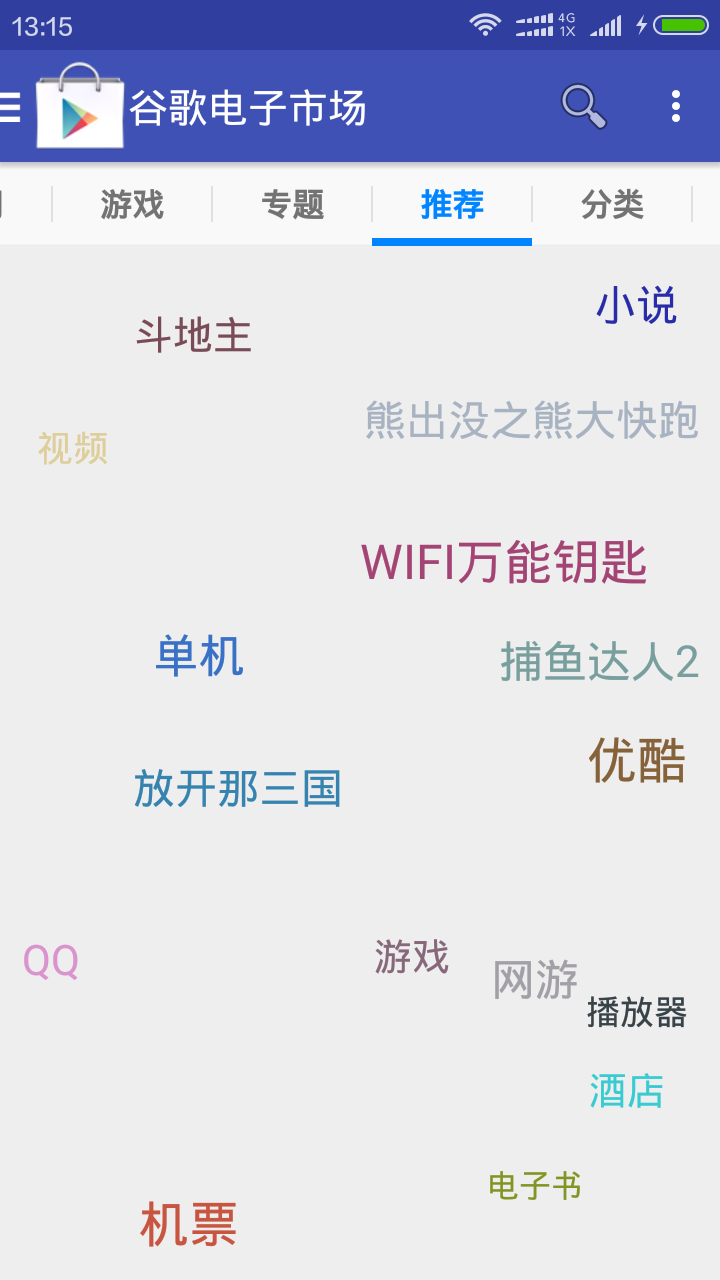 13:15
4G
1X
谷歌电子市场
游戏
专题
推荐
分类
小说
斗地主
熊出没之熊大快跑
视频
WIFI万能钥匙
单机
捕鱼达人2
优酷
放开那三国
QQ
游戏
网游
播放器
酒店
电子书
机票